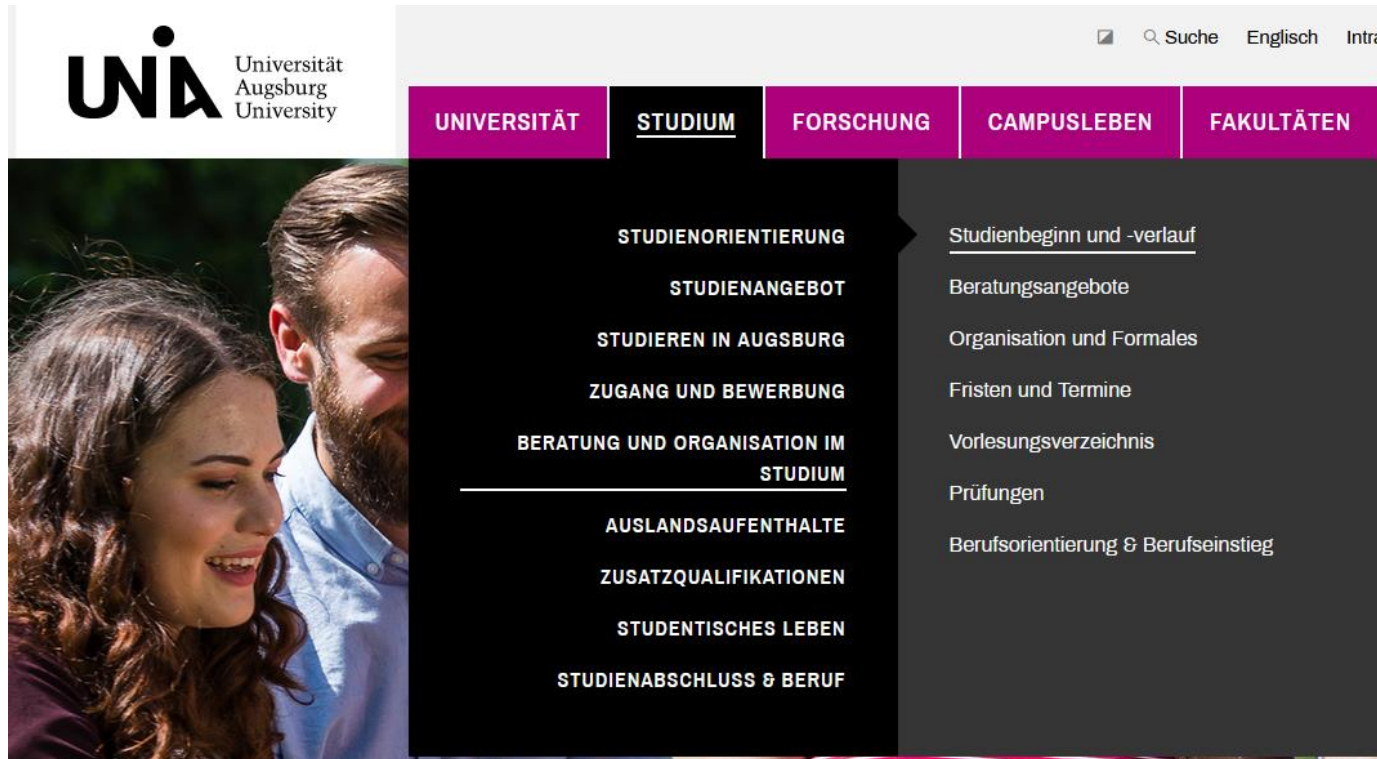 UNIA
Universität
Augsburg
University
Suche Englisch
UNIVERSITÄT STUDIUM FORSCHUNG CAMPUSLEBEN FAKULTÄTEN
STUDIENORIENTIERUNG
STUDIENANGEBOT
STUDIEREN IN AUGSBURG
ZUGANG UND BEWERBUNG
BERATUNG UND ORGANISATION IM
STUDIUM
AUSLANDSAUFENTHALTE
ZUSATZQUALIFIKATIONEN
STUDENTISCHES LEBEN
STUDIENABSCHLUSS & BERUF
Studienbeginn und -verlauf
Beratungsangebote
Organisation und Formales
Fristen und Termine
Vorlesungsverzeichnis
Prüfungen
Berufsorientierung & Berufseinstieg